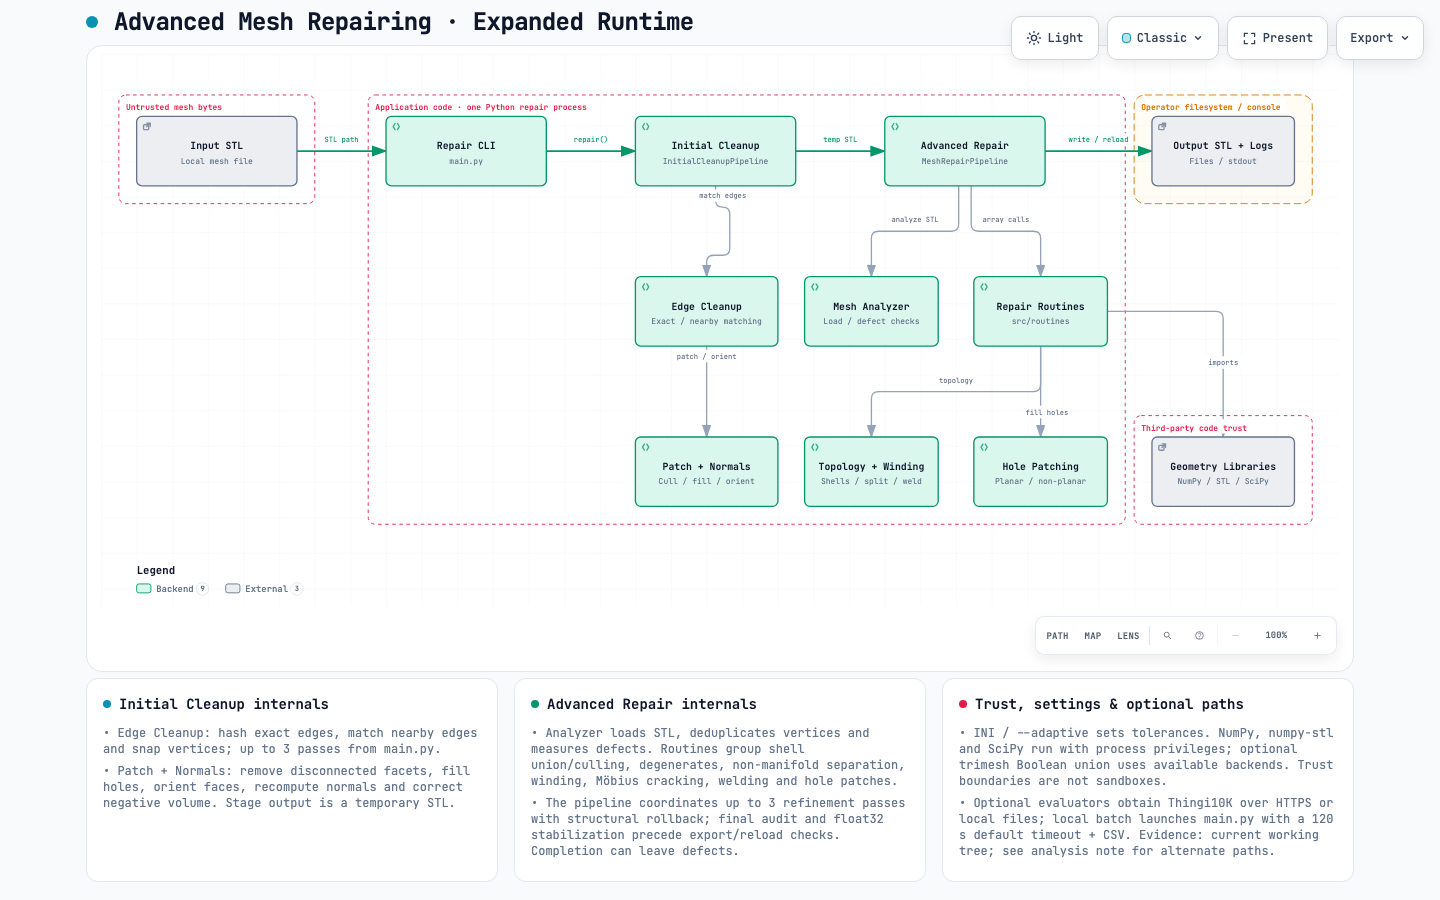 Advanced Mesh Repairing · Expanded Runtime
Light
Classic
Present
Export
Untrusted mesh bytes
Application code · one Python repair process
Operator filesystem / console
Input STL
Local mesh file
STL path
Repair CLI
main.py
repair()
Initial Cleanup
InitialCleanupPipeline
temp STL
Advanced Repair
MeshRepairPipeline
write / reload
Output STL + Logs
Files / stdout
match edges
analyze STL
array calls
Edge Cleanup
Exact / nearby matching
Mesh Analyzer
Load / defect checks
Repair Routines
src/routines
patch / orient
topology
fill holes
imports
Third-party code trust
Patch + Normals
Cull / fill / orient
Topology + Winding
Shells / split / weld
Hole Patching
Planar / non-planar
Geometry Libraries
NumPy / STL / SciPy
Legend
Backend 9
External 3
PATH MAP LENS − 100% +
Initial Cleanup internals
• Edge Cleanup: hash exact edges, match nearby edges
and snap vertices; up to 3 passes from main.py.
• Patch + Normals: remove disconnected facets, fill
holes, orient faces, recompute normals and correct
negative volume. Stage output is a temporary STL.
Advanced Repair internals
• Analyzer loads STL, deduplicates vertices and
measures defects. Routines group shell
union/culling, degenerates, non-manifold separation,
winding, Möbius cracking, welding and hole patches.
• The pipeline coordinates up to 3 refinement passes
with structural rollback; final audit and float32
stabilization precede export/reload checks.
Completion can leave defects.
Trust, settings & optional paths
• INI / --adaptive sets tolerances. NumPy, numpy-stl
and SciPy run with process privileges; optional
trimesh Boolean union uses available backends. Trust
boundaries are not sandboxes.
• Optional evaluators obtain Thingi10K over HTTPS or
local files; local batch launches main.py with a 120
s default timeout + CSV. Evidence: current working
tree; see analysis note for alternate paths.